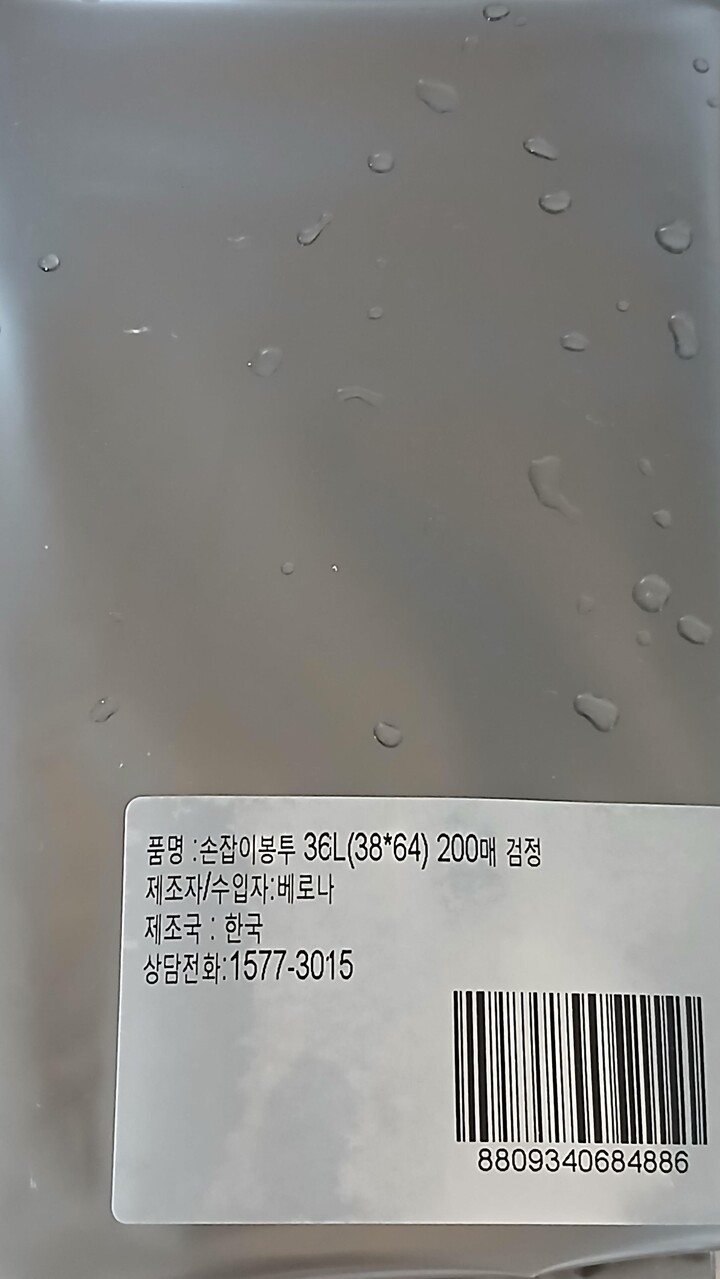 품명 :손잡이봉투 36L(38*64) 200매 검정
제조자/수입자:베로나
제조국 : 한국
상담전화:1577-3015
8809340684886